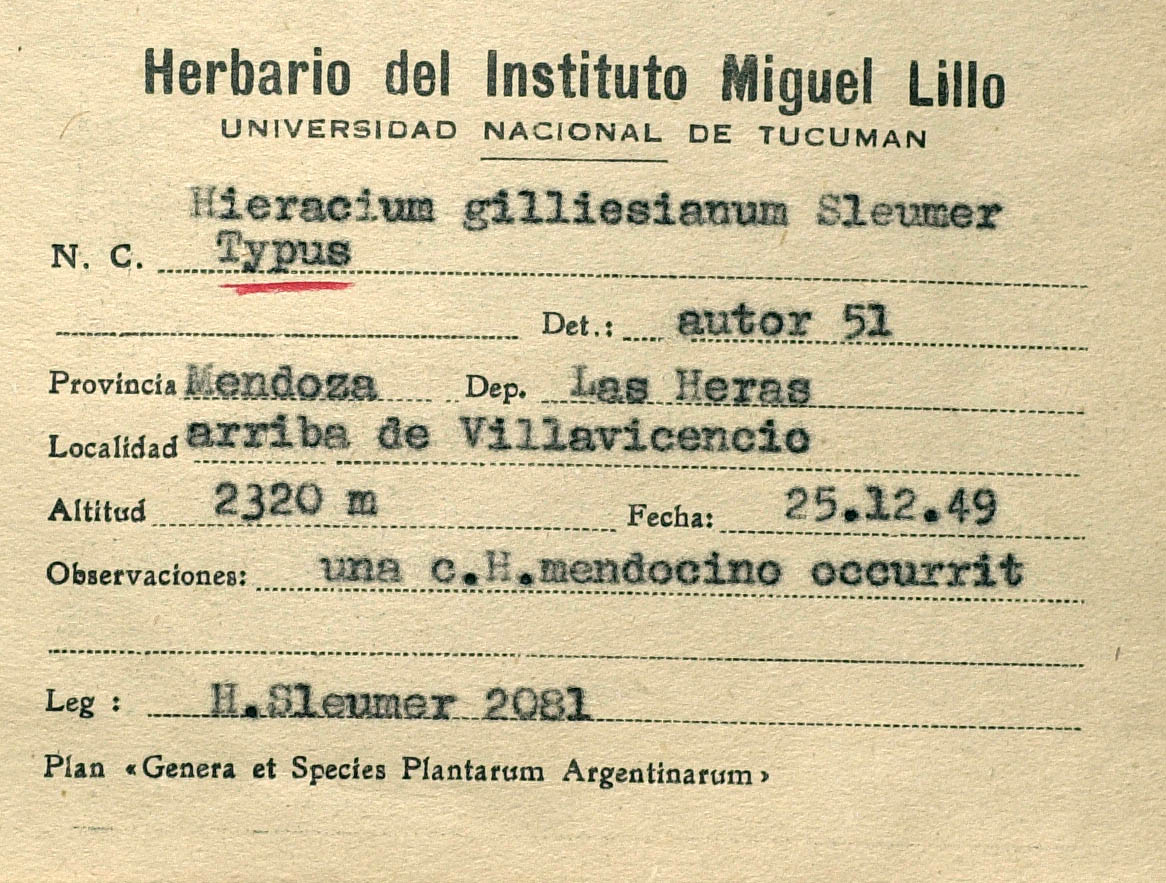 Herbario del Instituto Miguel Lillo
UNIVERSIDAD NACIONAL DE TUCUMAN
Hieracium gilliesianum Sleumer
N. C. Typus
Det.: autor 51
Provincia Mendoza Dep. Las Heras
Localidad arriba de Villavicencio
Altitud 2320 m Fecha: 25.12.49
Observaciones: una c.H.mendocino occurrit
Leg : H.Sleumer 2081
Plan «Genera et Species Plantarum Argentinarum»